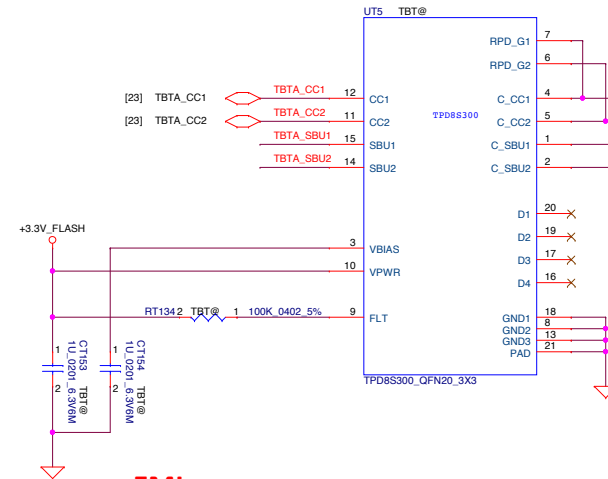 UT5 TBT@
RPD_G1 7
RPD_G2 6
[23] TBTA_CC1 TBTA_CC1 12 CC1 C_CC1 4
[23] TBTA_CC2 TBTA_CC2 11 CC2 TPD8S300 C_CC2 5
TBTA_SBU1 15 SBU1 C_SBU1 1
TBTA_SBU2 14 SBU2 C_SBU2 2
D1 20
D2 19
D3 17
D4 16
+3.3V_FLASH
3 VBIAS
10 VPWR
RT134 2 TBT@ 1 100K_0402_5% 9 FLT
GND1 18
GND2 8
GND3 13
PAD 21
1
2
CT153
1U_0201_6.3V6M
TBT@
1
2
CT154
1U_0201_6.3V6M
TBT@
TPD8S300_QFN20_3X3